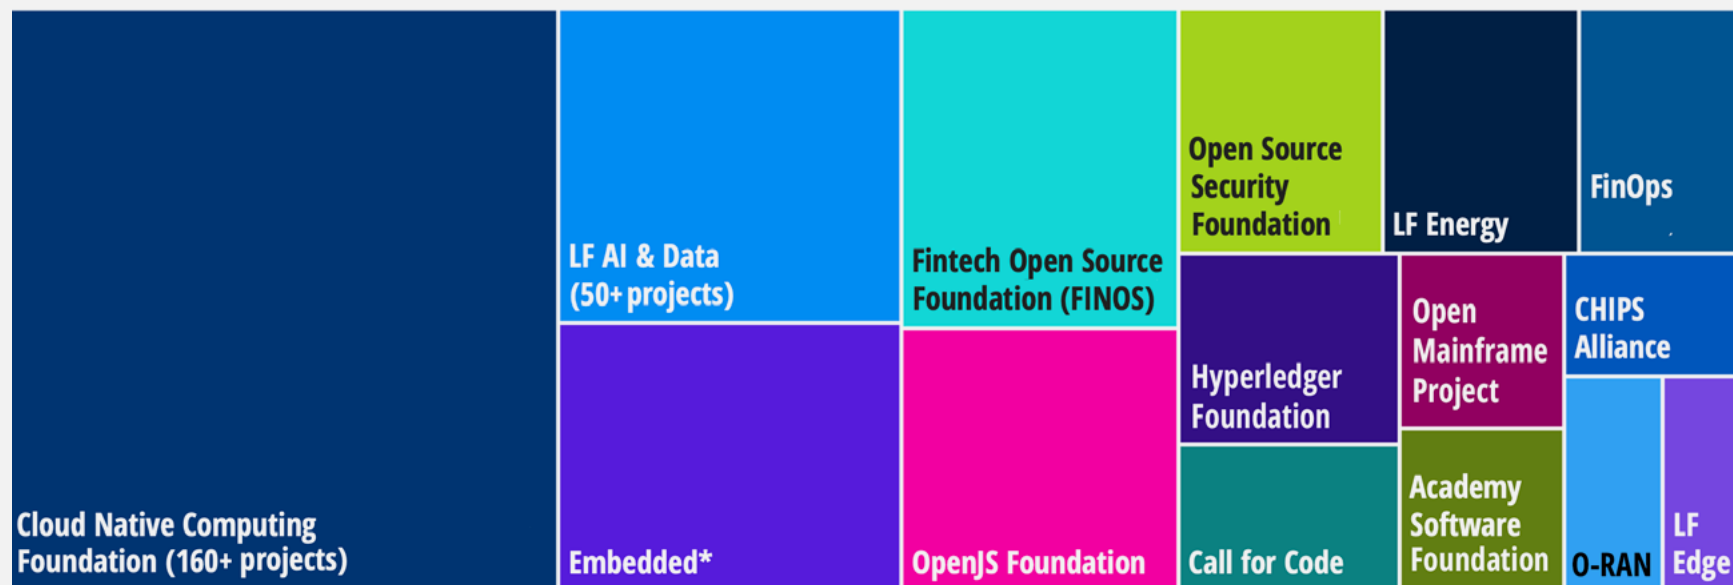 Cloud Native Computing
Foundation (160+ projects)
LF AI & Data
(50+ projects)
Embedded*
Fintech Open Source
Foundation (FINOS)
OpenJS Foundation
Open Source
Security
Foundation
LF Energy
FinOps
Hyperledger
Foundation
Open
Mainframe
Project
CHIPS
Alliance
Call for Code
Academy
Software
Foundation
O-RAN
LF
Edge